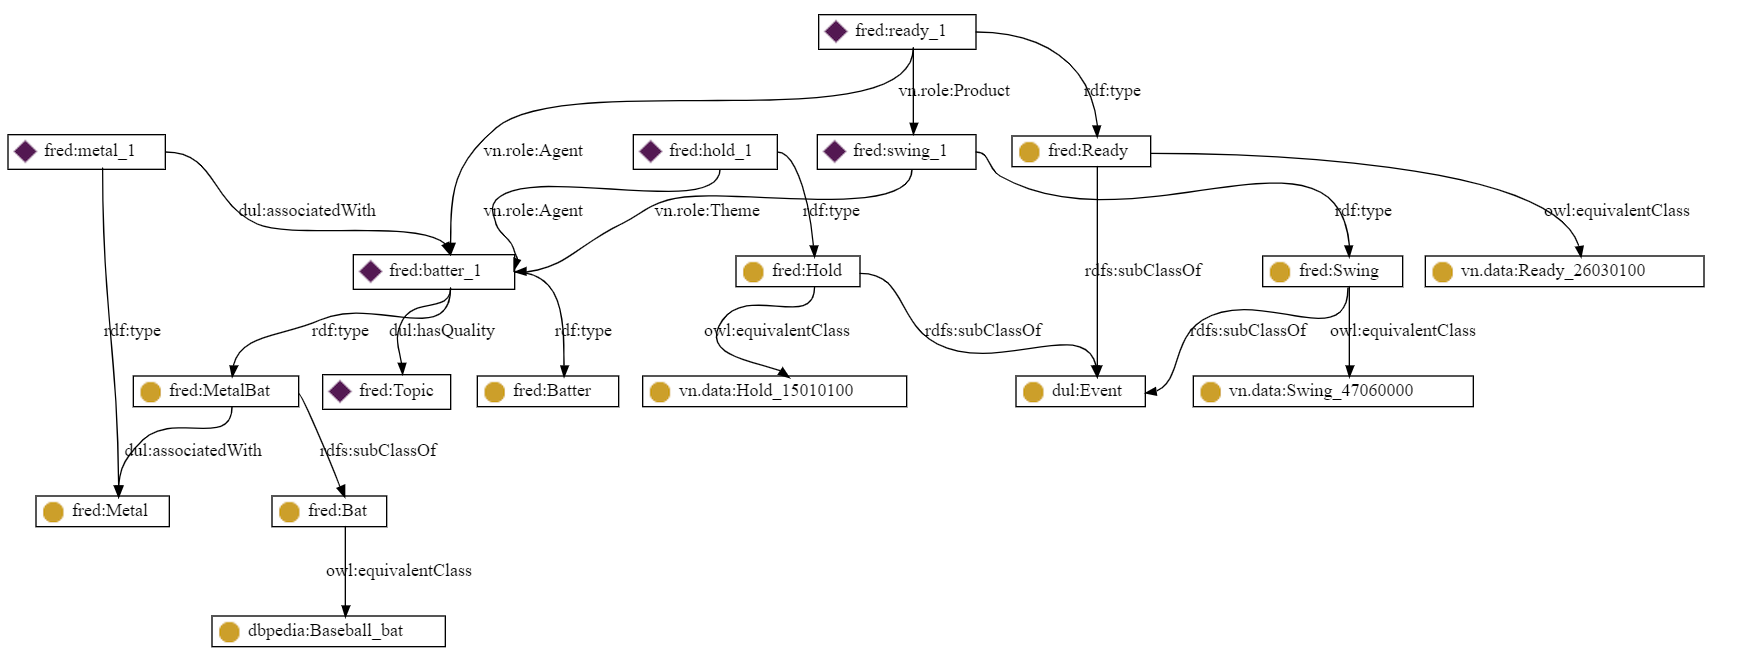 fred:ready_1
vn.role:Product
rdf:type
fred:metal_1
vn.role:Agent
fred:hold_1
fred:swing_1
fred:Ready
dul:associatedWith
vn.role:Agent
vn.role:Theme
rdf:type
rdf:type
owl:equivalentClass
fred:batter_1
fred:Hold
rdfs:subClassOf
fred:Swing
vn.data:Ready_26030100
rdf:type
rdf:type
dul:hasQuality
rdf:type
owl:equivalentClass
rdfs:subClassOf
rdfs:subClassOf
owl:equivalentClass
fred:MetalBat
fred:Topic
fred:Batter
vn.data:Hold_15010100
dul:Event
vn.data:Swing_47060000
dul:associatedWith
rdfs:subClassOf
fred:Metal
fred:Bat
owl:equivalentClass
dbpedia:Baseball_bat